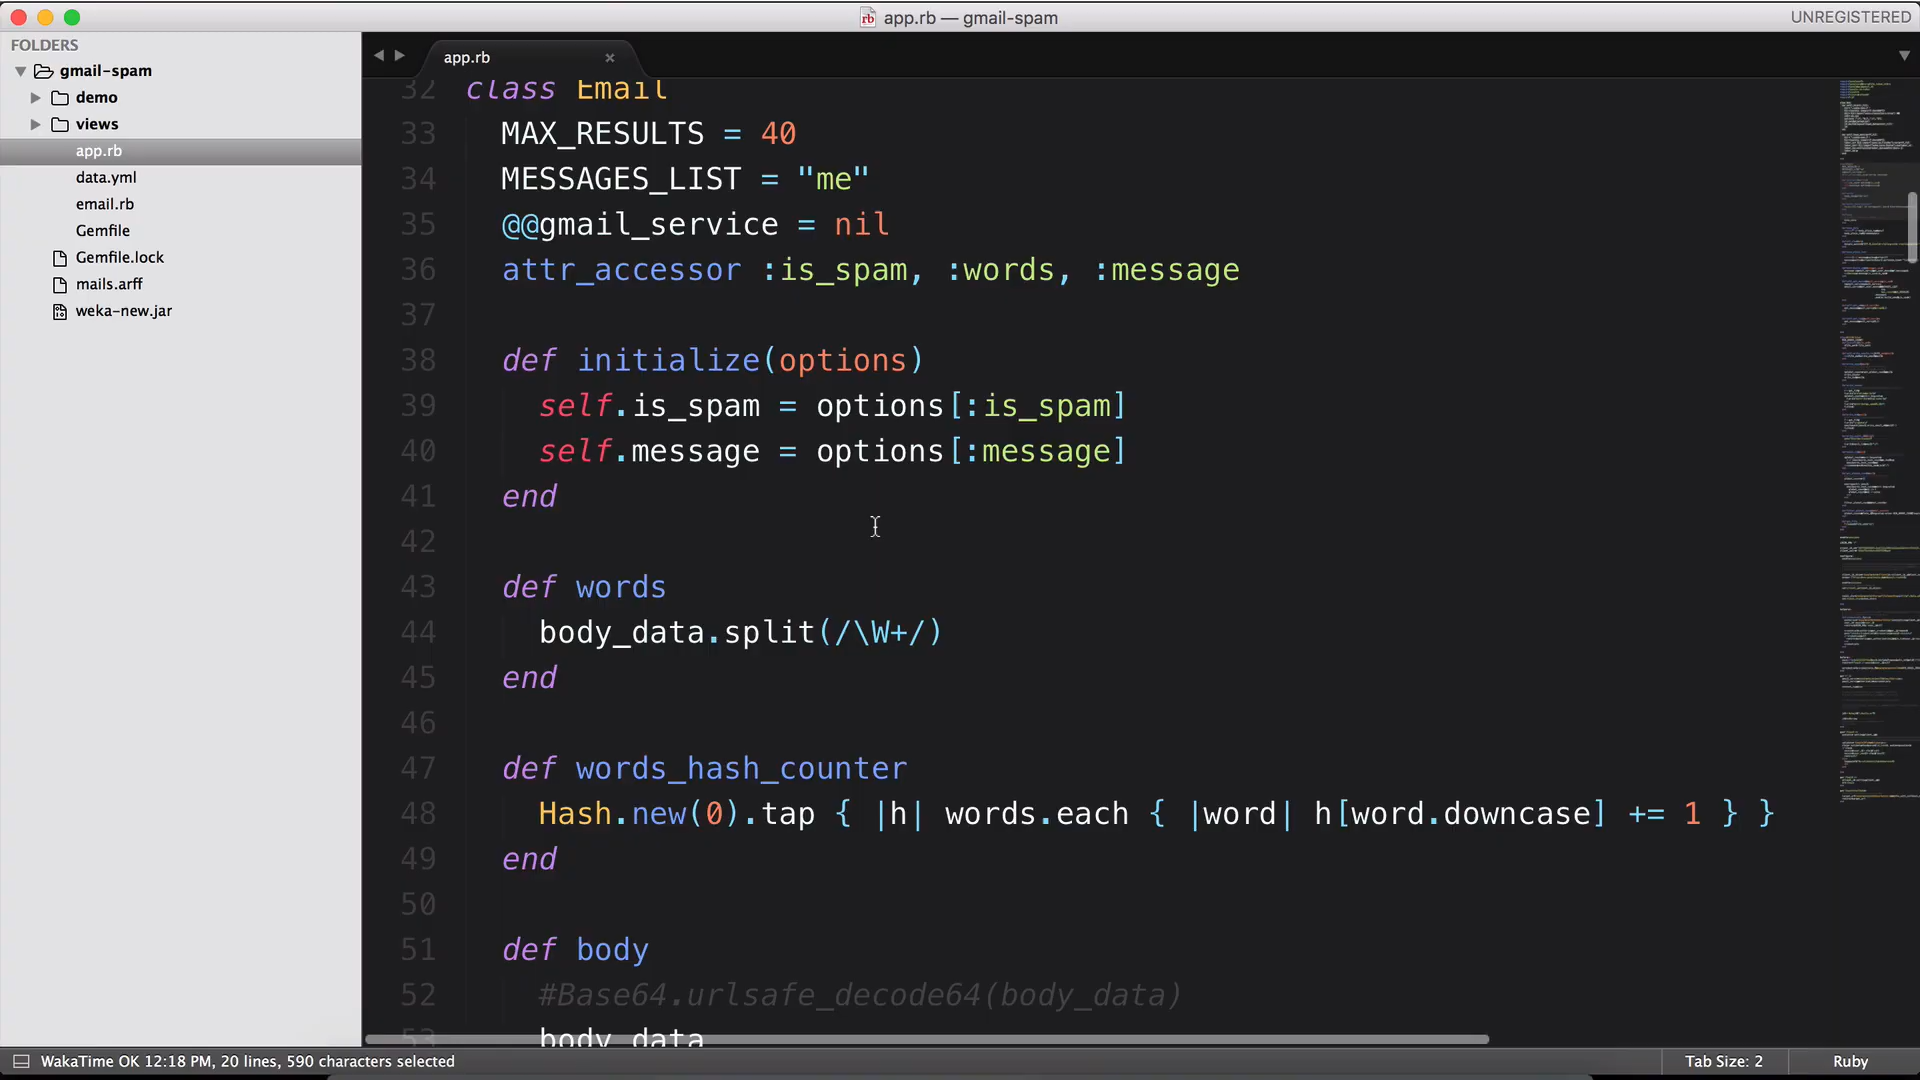 app.rb — gmail-spam
UNREGISTERED
FOLDERS
gmail-spam
demo
views
app.rb
data.yml
email.rb
Gemfile
Gemfile.lock
mails.arff
weka-new.jar
app.rb
32 class Email
33 MAX_RESULTS = 40
34 MESSAGES_LIST = "me"
35 @@gmail_service = nil
36 attr_accessor :is_spam, :words, :message
37
38 def initialize(options)
39 self.is_spam = options[:is_spam]
40 self.message = options[:message]
41 end
42
43 def words
44 body_data.split(/\W+/)
45 end
46
47 def words_hash_counter
48 Hash.new(0).tap { |h| words.each { |word| h[word.downcase] += 1 } }
49 end
50
51 def body
52 #Base64.urlsafe_decode64(body_data)
53 body_data
WakaTime OK 12:18 PM, 20 lines, 590 characters selected
Tab Size: 2
Ruby